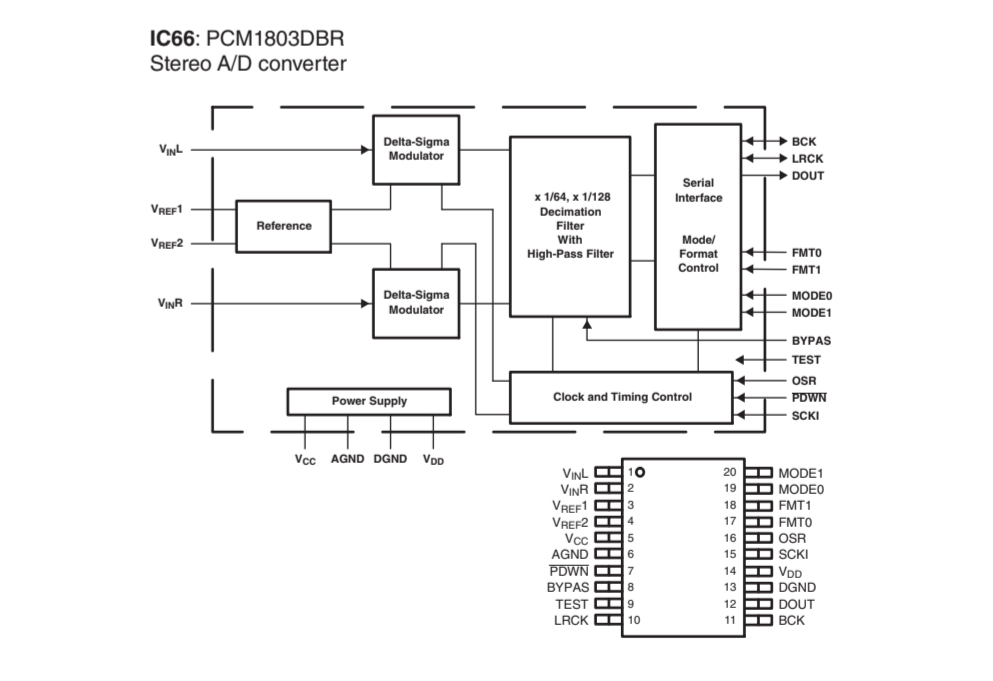 IC66: PCM1803DBR
Stereo A/D converter
VINL
VREF1
VREF2
VINR
Delta-Sigma
Modulator
Reference
Delta-Sigma
Modulator
x 1/64, x 1/128
Decimation
Filter
With
High-Pass Filter
Serial
Interface
Mode/
Format
Control
BCK
LRCK
DOUT
FMT0
FMT1
MODE0
MODE1
BYPAS
TEST
OSR
PDWN
SCKI
Clock and Timing Control
Power Supply
VCC AGND DGND VDD
VINL 1 20 MODE1
VINR 2 19 MODE0
VREF1 3 18 FMT1
VREF2 4 17 FMT0
VCC 5 16 OSR
AGND 6 15 SCKI
PDWN 7 14 VDD
BYPAS 8 13 DGND
TEST 9 12 DOUT
LRCK 10 11 BCK